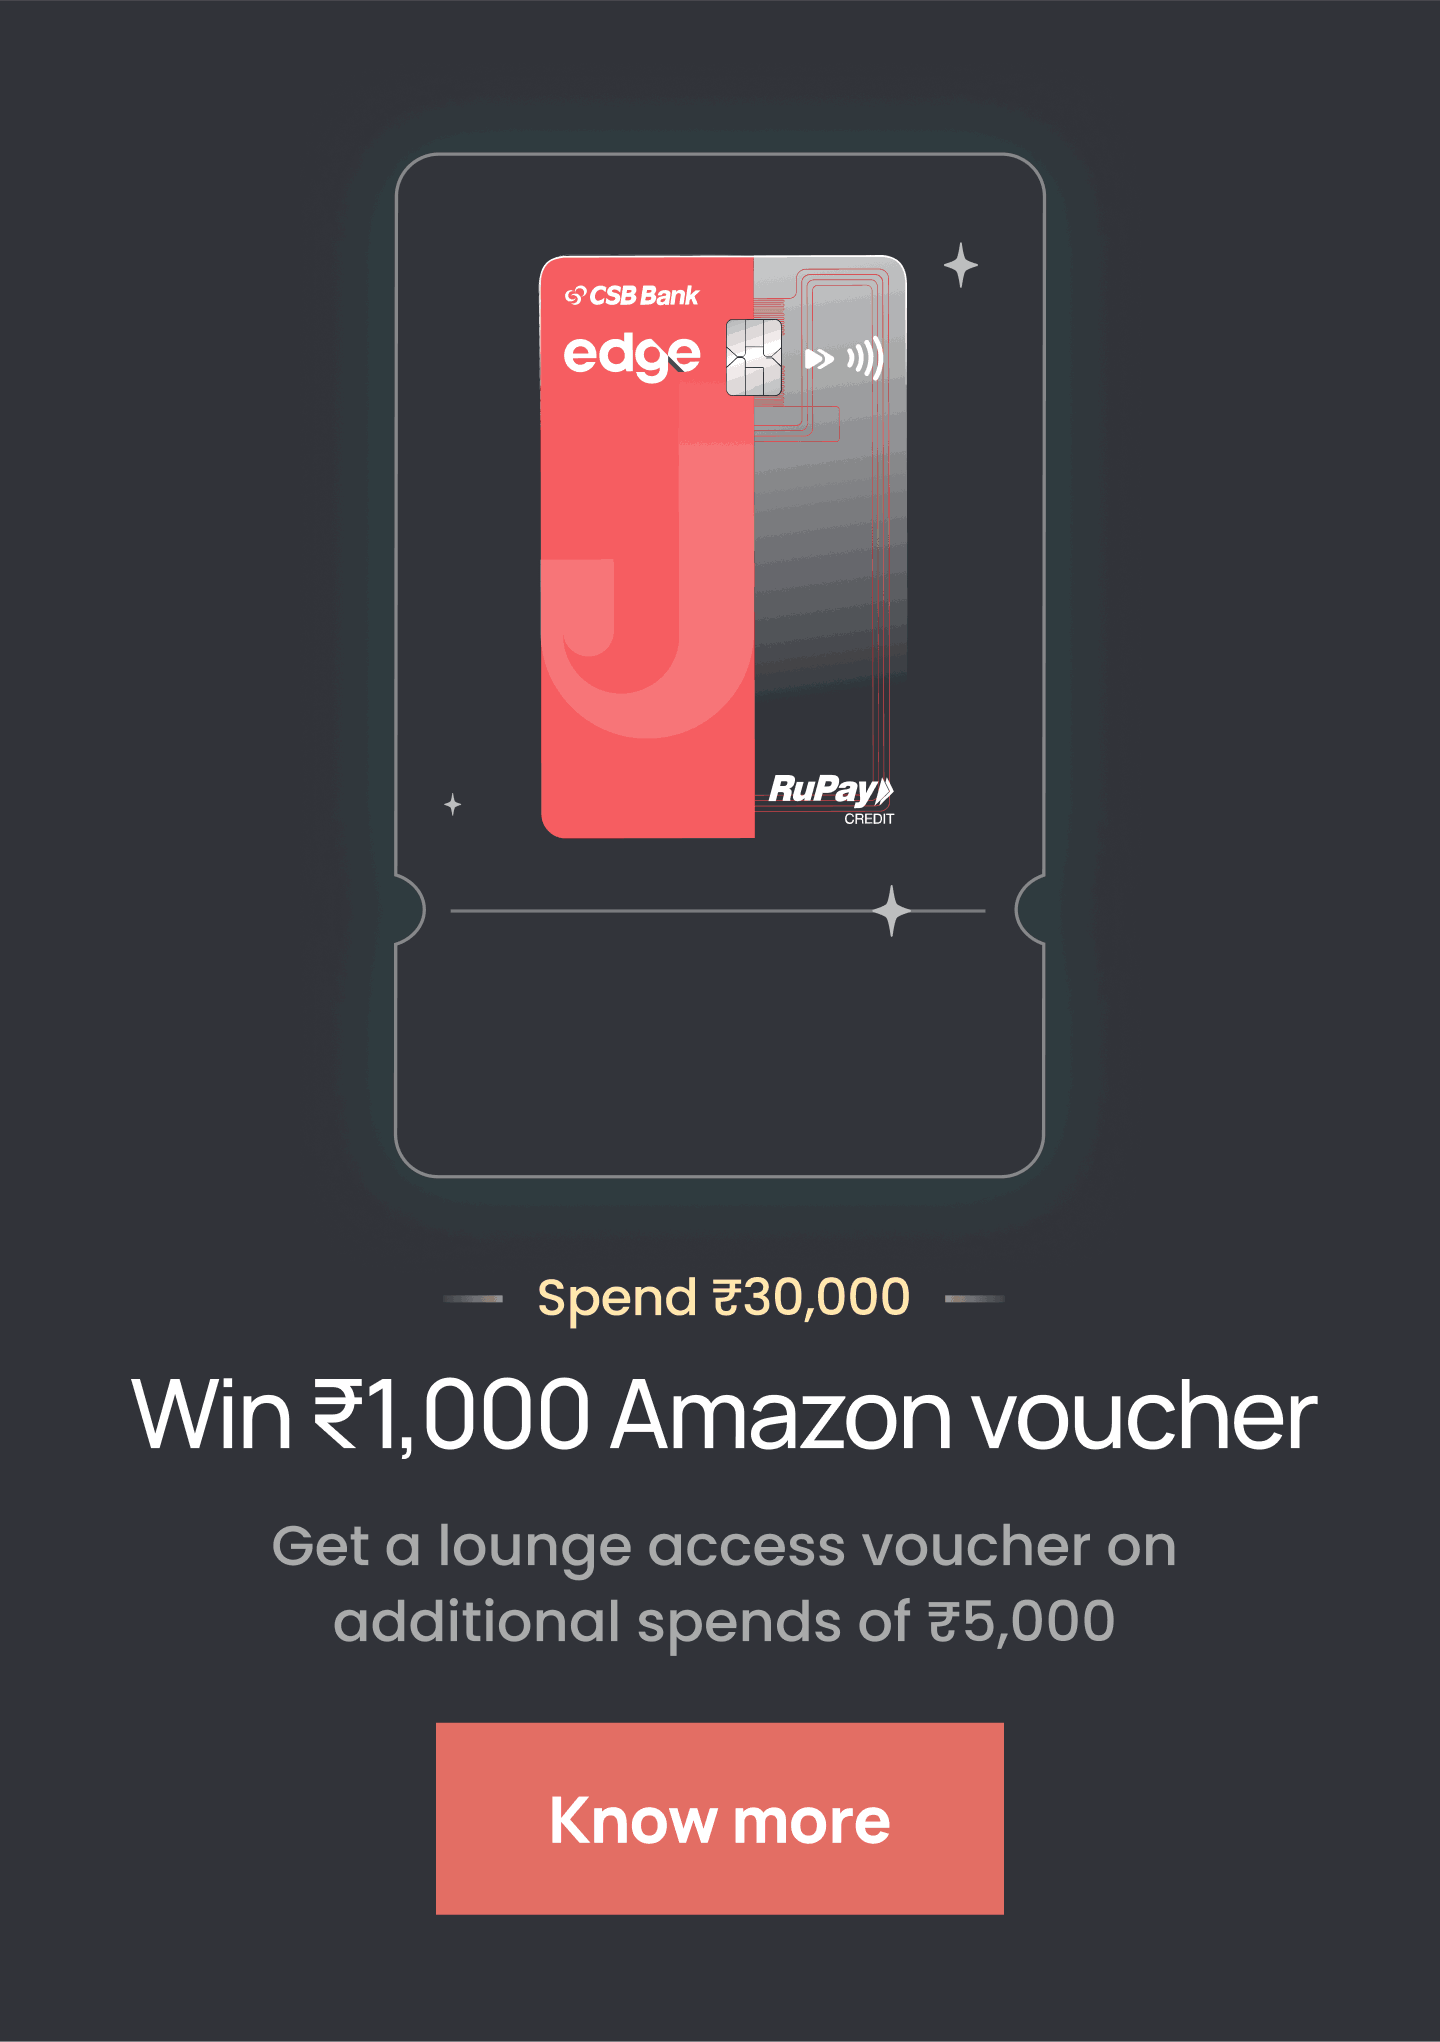 CSB Bank
edge
RuPay
CREDIT
Spend ₹30,000
Win ₹1,000 Amazon voucher
Get a lounge access voucher on
additional spends of ₹5,000
Know more